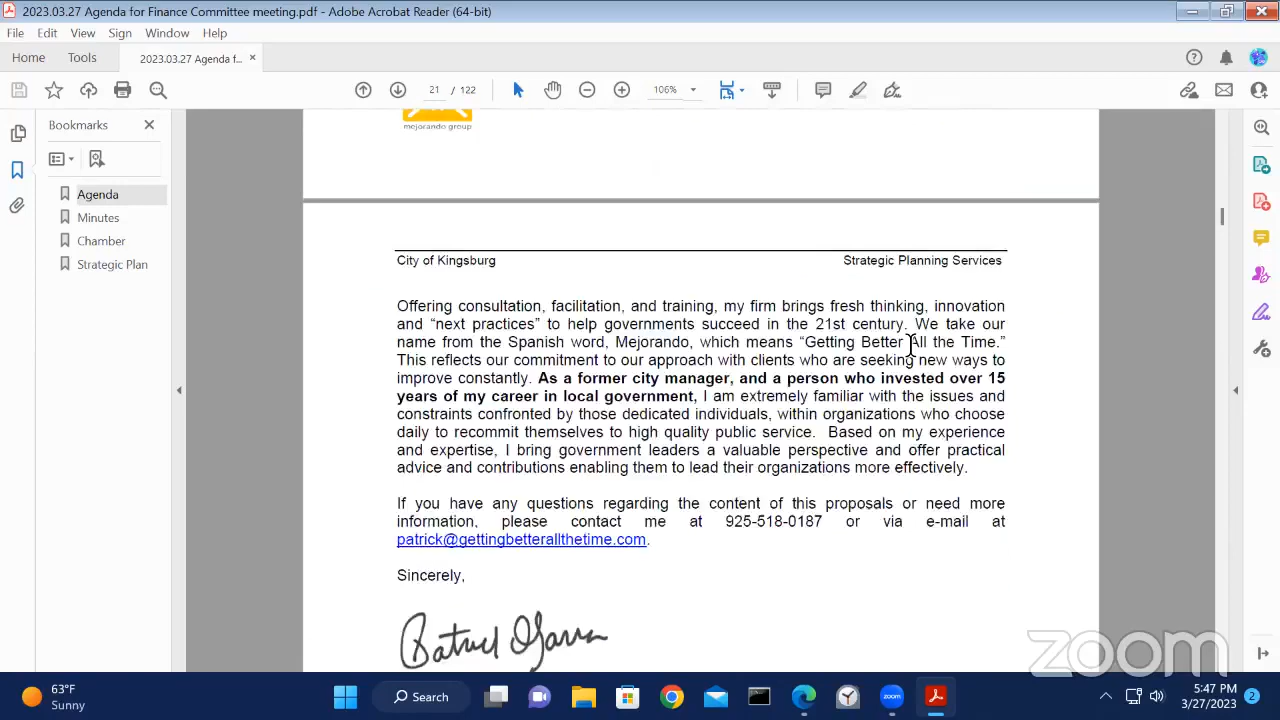 2023.03.27 Agenda for Finance Committee meeting.pdf - Adobe Acrobat Reader (64-bit)
File Edit View Sign Window Help
Home Tools 2023.03.27 Agenda f... ×
21 / 122 106%
Bookmarks
Agenda
Minutes
Chamber
Strategic Plan
mejorando group
City of Kingsburg Strategic Planning Services
Offering consultation, facilitation, and training, my firm brings fresh thinking, innovation
and “next practices” to help governments succeed in the 21st century. We take our
name from the Spanish word, Mejorando, which means “Getting Better All the Time.”
This reflects our commitment to our approach with clients who are seeking new ways to
improve constantly. As a former city manager, and a person who invested over 15
years of my career in local government, I am extremely familiar with the issues and
constraints confronted by those dedicated individuals, within organizations who choose
daily to recommit themselves to high quality public service. Based on my experience
and expertise, I bring government leaders a valuable perspective and offer practical
advice and contributions enabling them to lead their organizations more effectively.
If you have any questions regarding the content of this proposals or need more
information, please contact me at 925-518-0187 or via e-mail at
patrick@gettingbetterallthetime.com.
Sincerely,
zoom
63°F
Sunny
Search
zoom
5:47 PM
3/27/2023
2